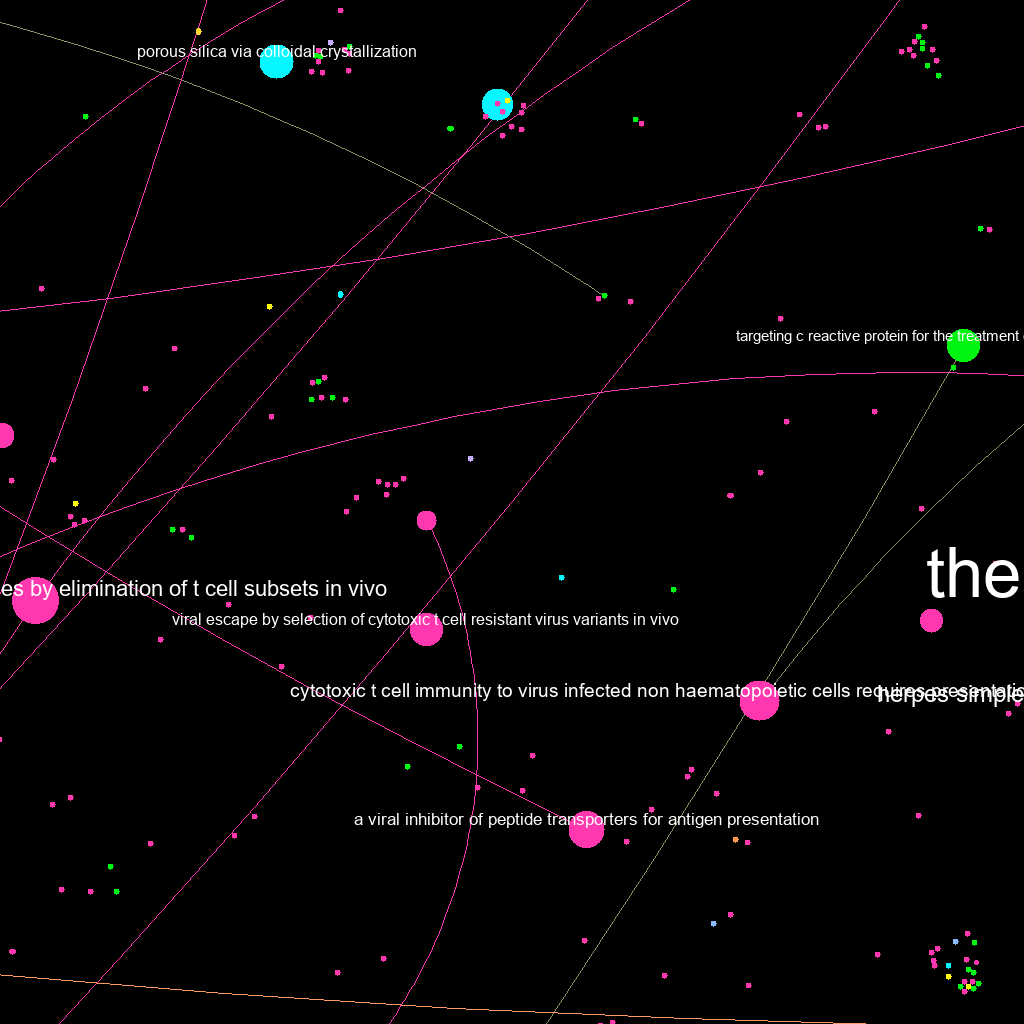 porous silica via colloidal crystallization
targeting c reactive protein for the treatment
the
es by elimination of t cell subsets in vivo
viral escape by selection of cytotoxic t cell resistant virus variants in vivo
cytotoxic t cell immunity to virus infected non haematopoietic cells requires presentatio
herpes simple
a viral inhibitor of peptide transporters for antigen presentation